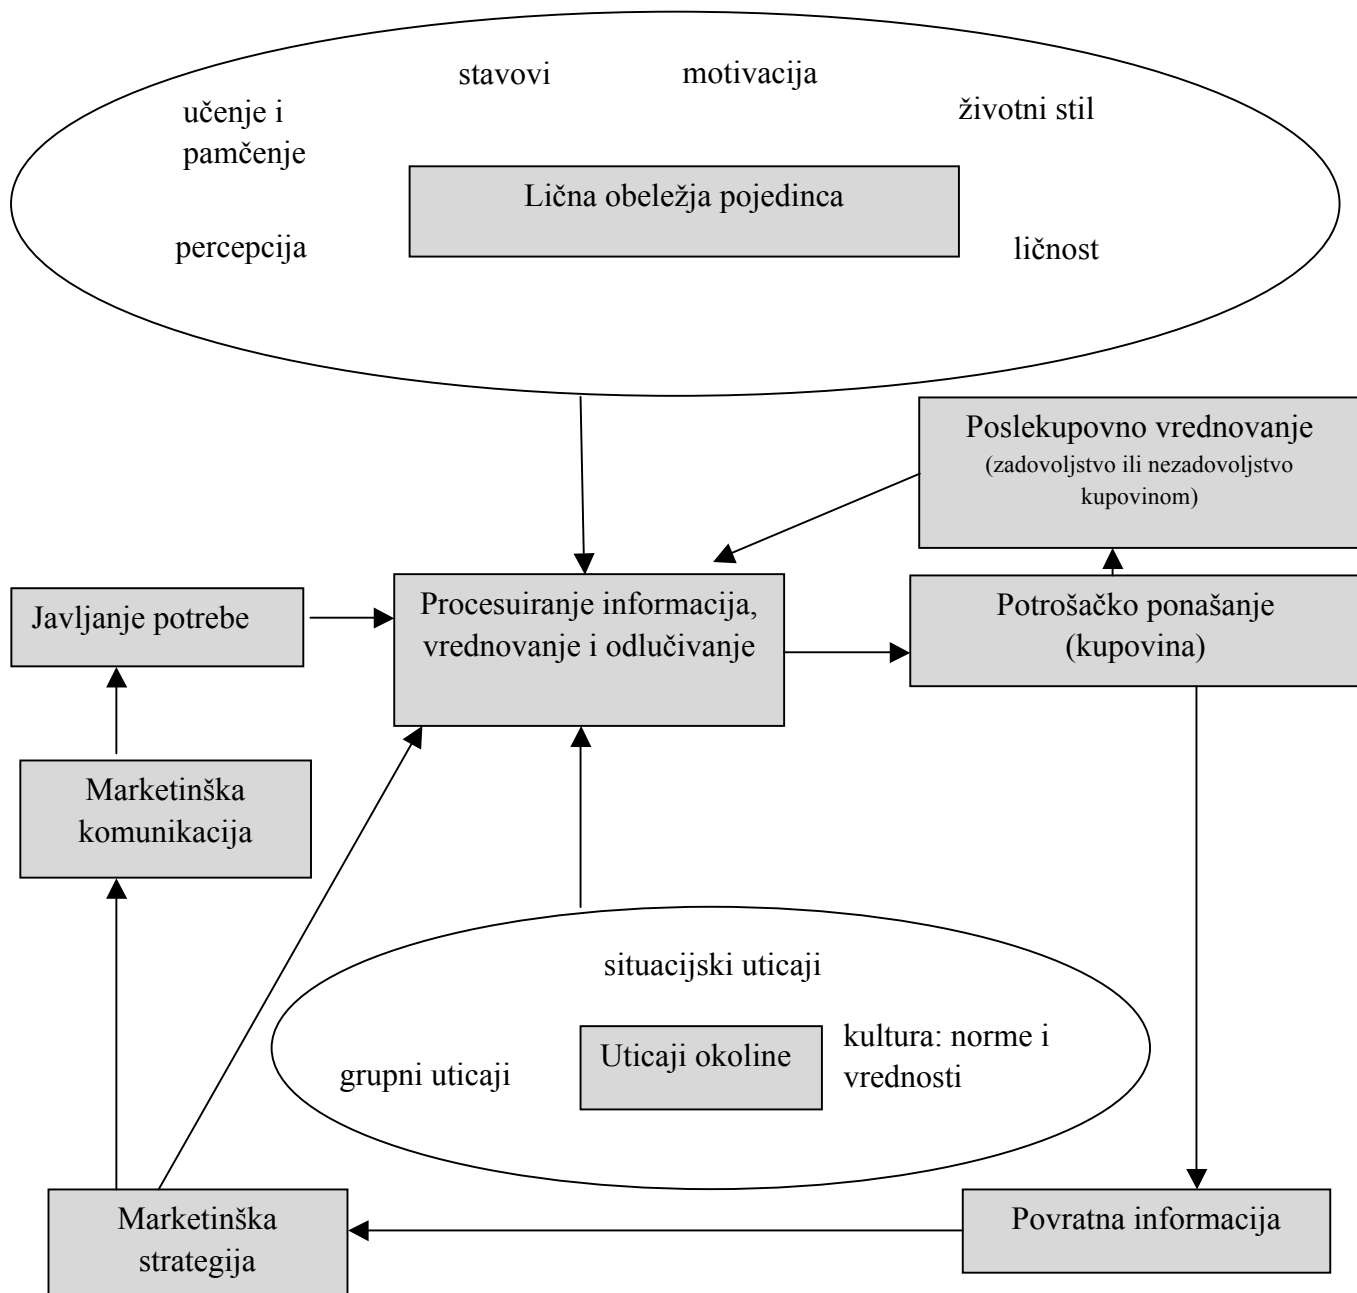 stavovi
motivacija
učenje i
pamčenje
životni stil
Lična obeležja pojedinca
percepcija
ličnost
Poslekupovno vrednovanje
(zadovoljstvo ili nezadovoljstvo
kupovinom)
Javljanje potrebe
Procesuiranje informacija,
vrednovanje i odlučivanje
Potrošačko ponašanje
(kupovina)
Marketinška
komunikacija
situacijski uticaji
Uticaji okoline
kultura: norme i
vrednosti
grupni uticaji
Marketinška
strategija
Povratna informacija